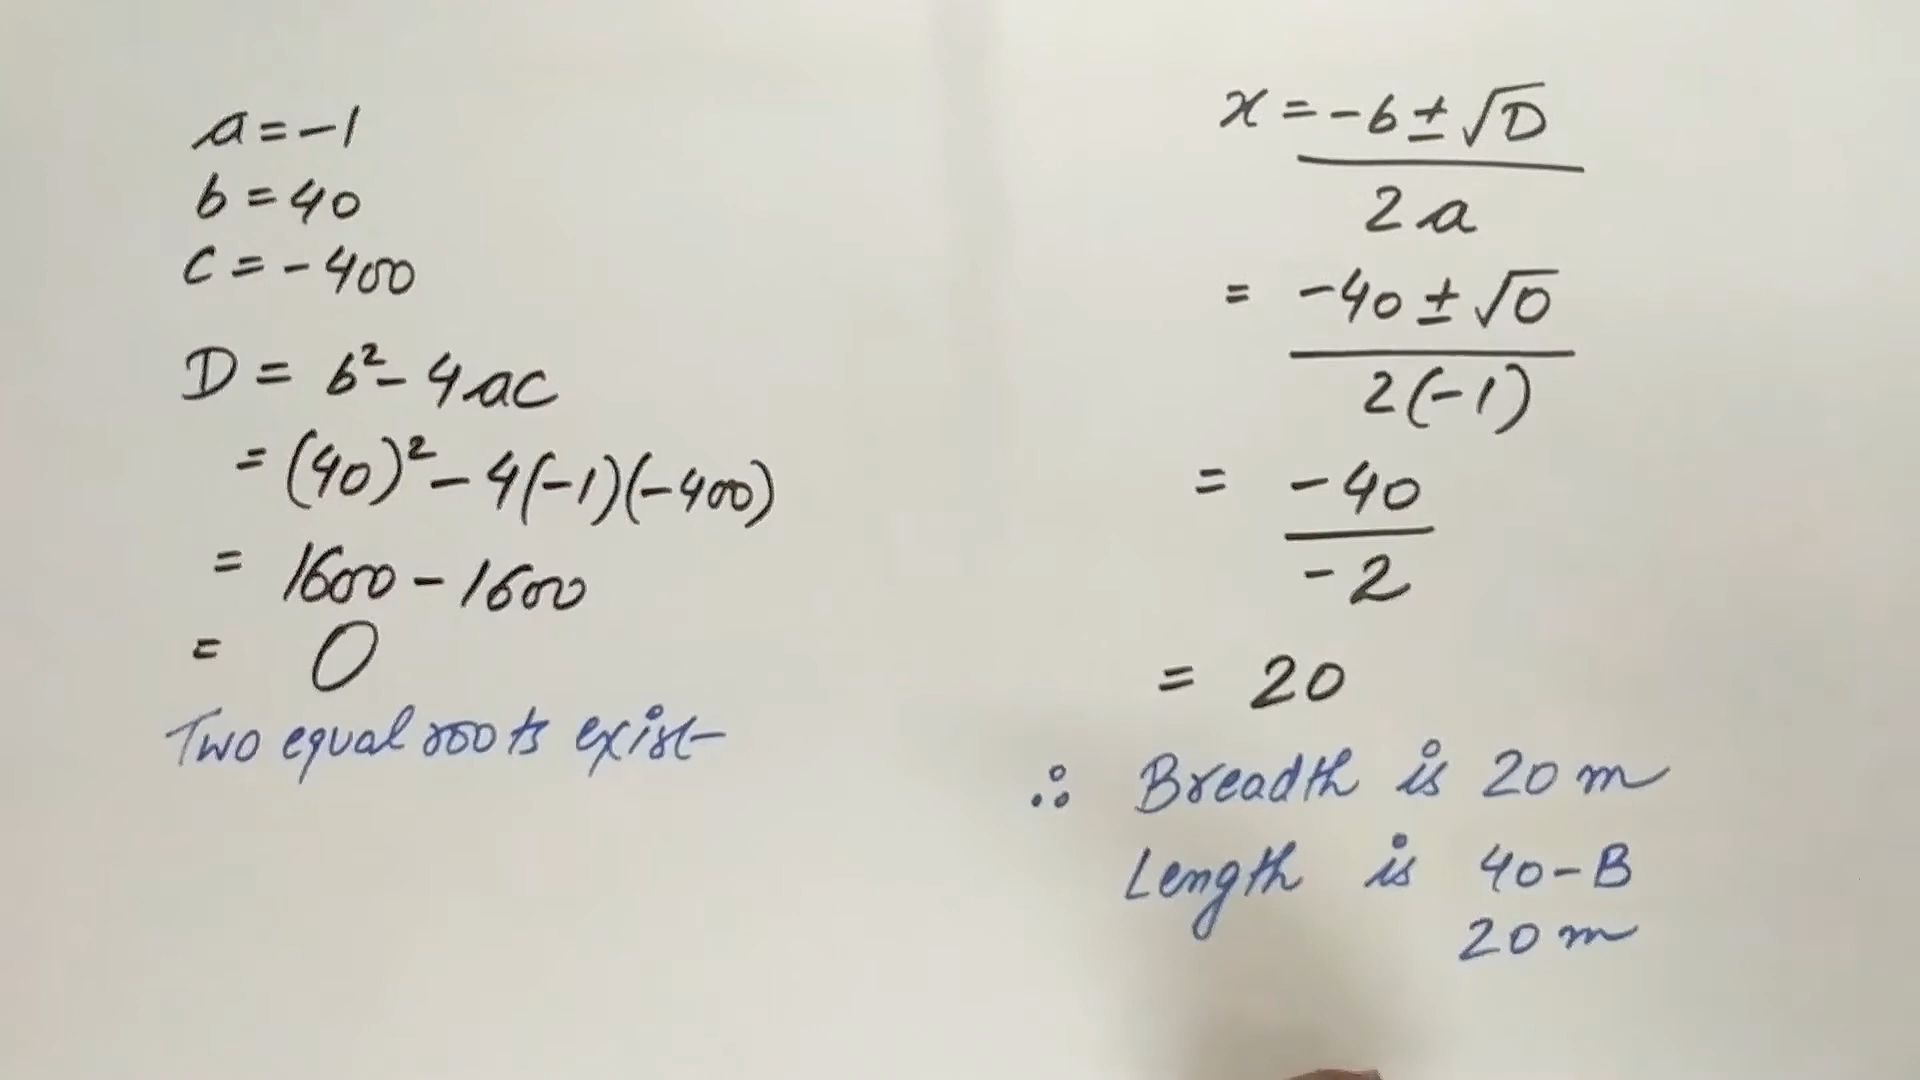 a = -1
b = 40
c = -400
D = b² - 4ac
= (40)² - 4(-1)(-400)
= 1600 - 1600
= 0
Two equal roots exist
x = -b ± √D
2a
= -40 ± √0
2(-1)
= -40
-2
= 20
∴ Breadth is 20 m
Length is 40-B
20 m